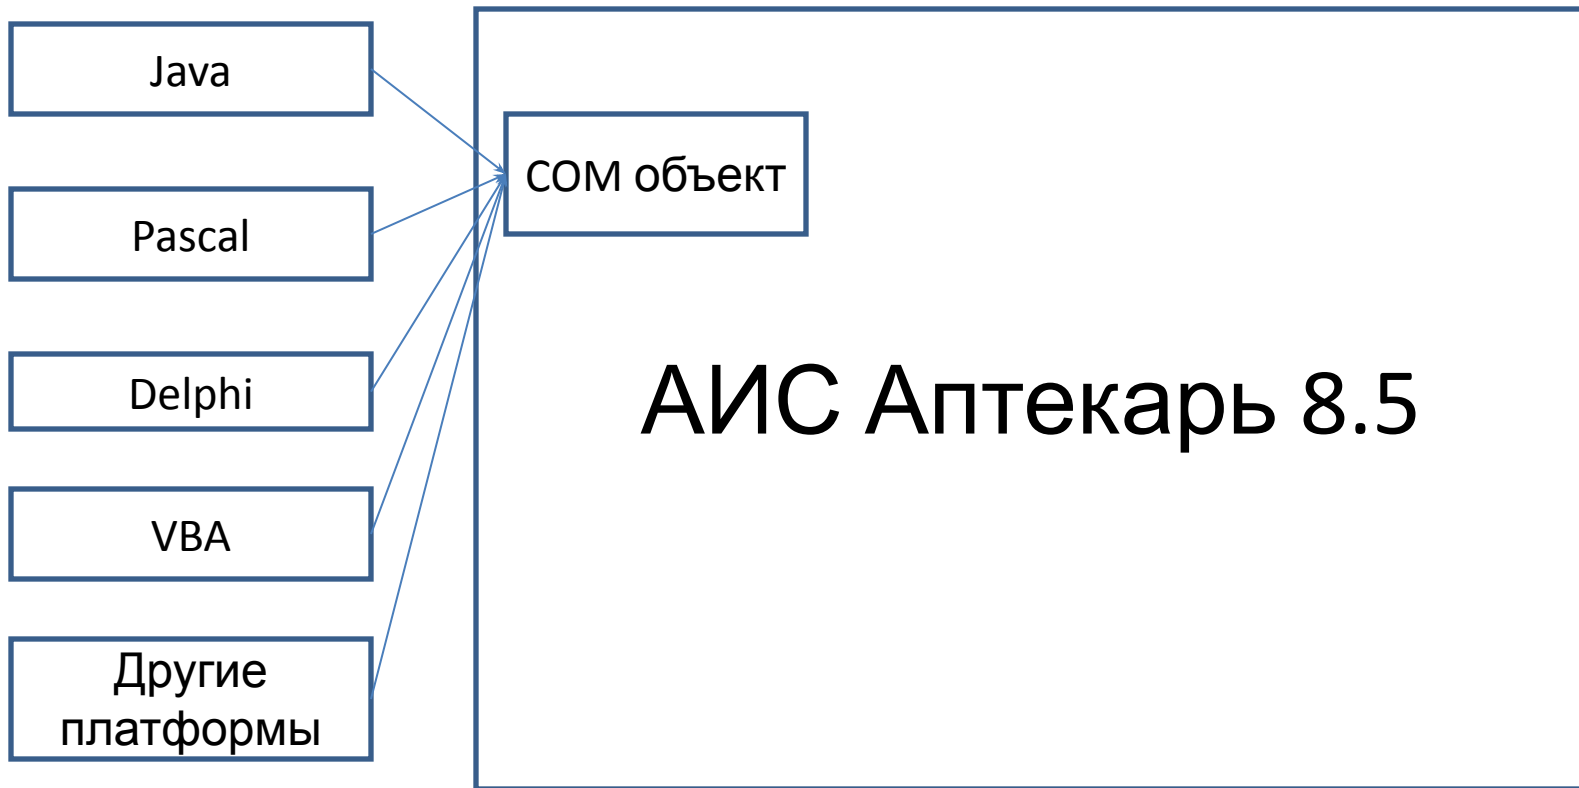 Java
Pascal
Delphi
VBA
Другие
платформы
COM объект
АИС Аптекарь 8.5